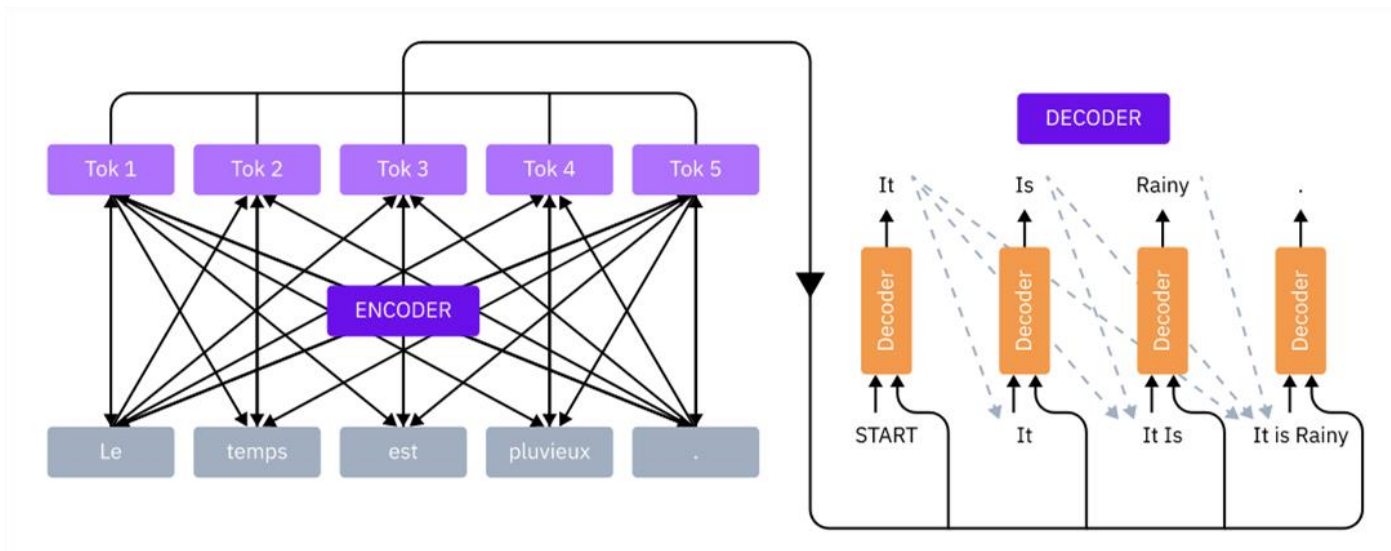 DECODER
Tok 1 Tok 2 Tok 3 Tok 4 Tok 5
It Is Rainy .
ENCODER
Decoder Decoder Decoder Decoder
START It It Is It is Rainy
Le temps est pluvieux .